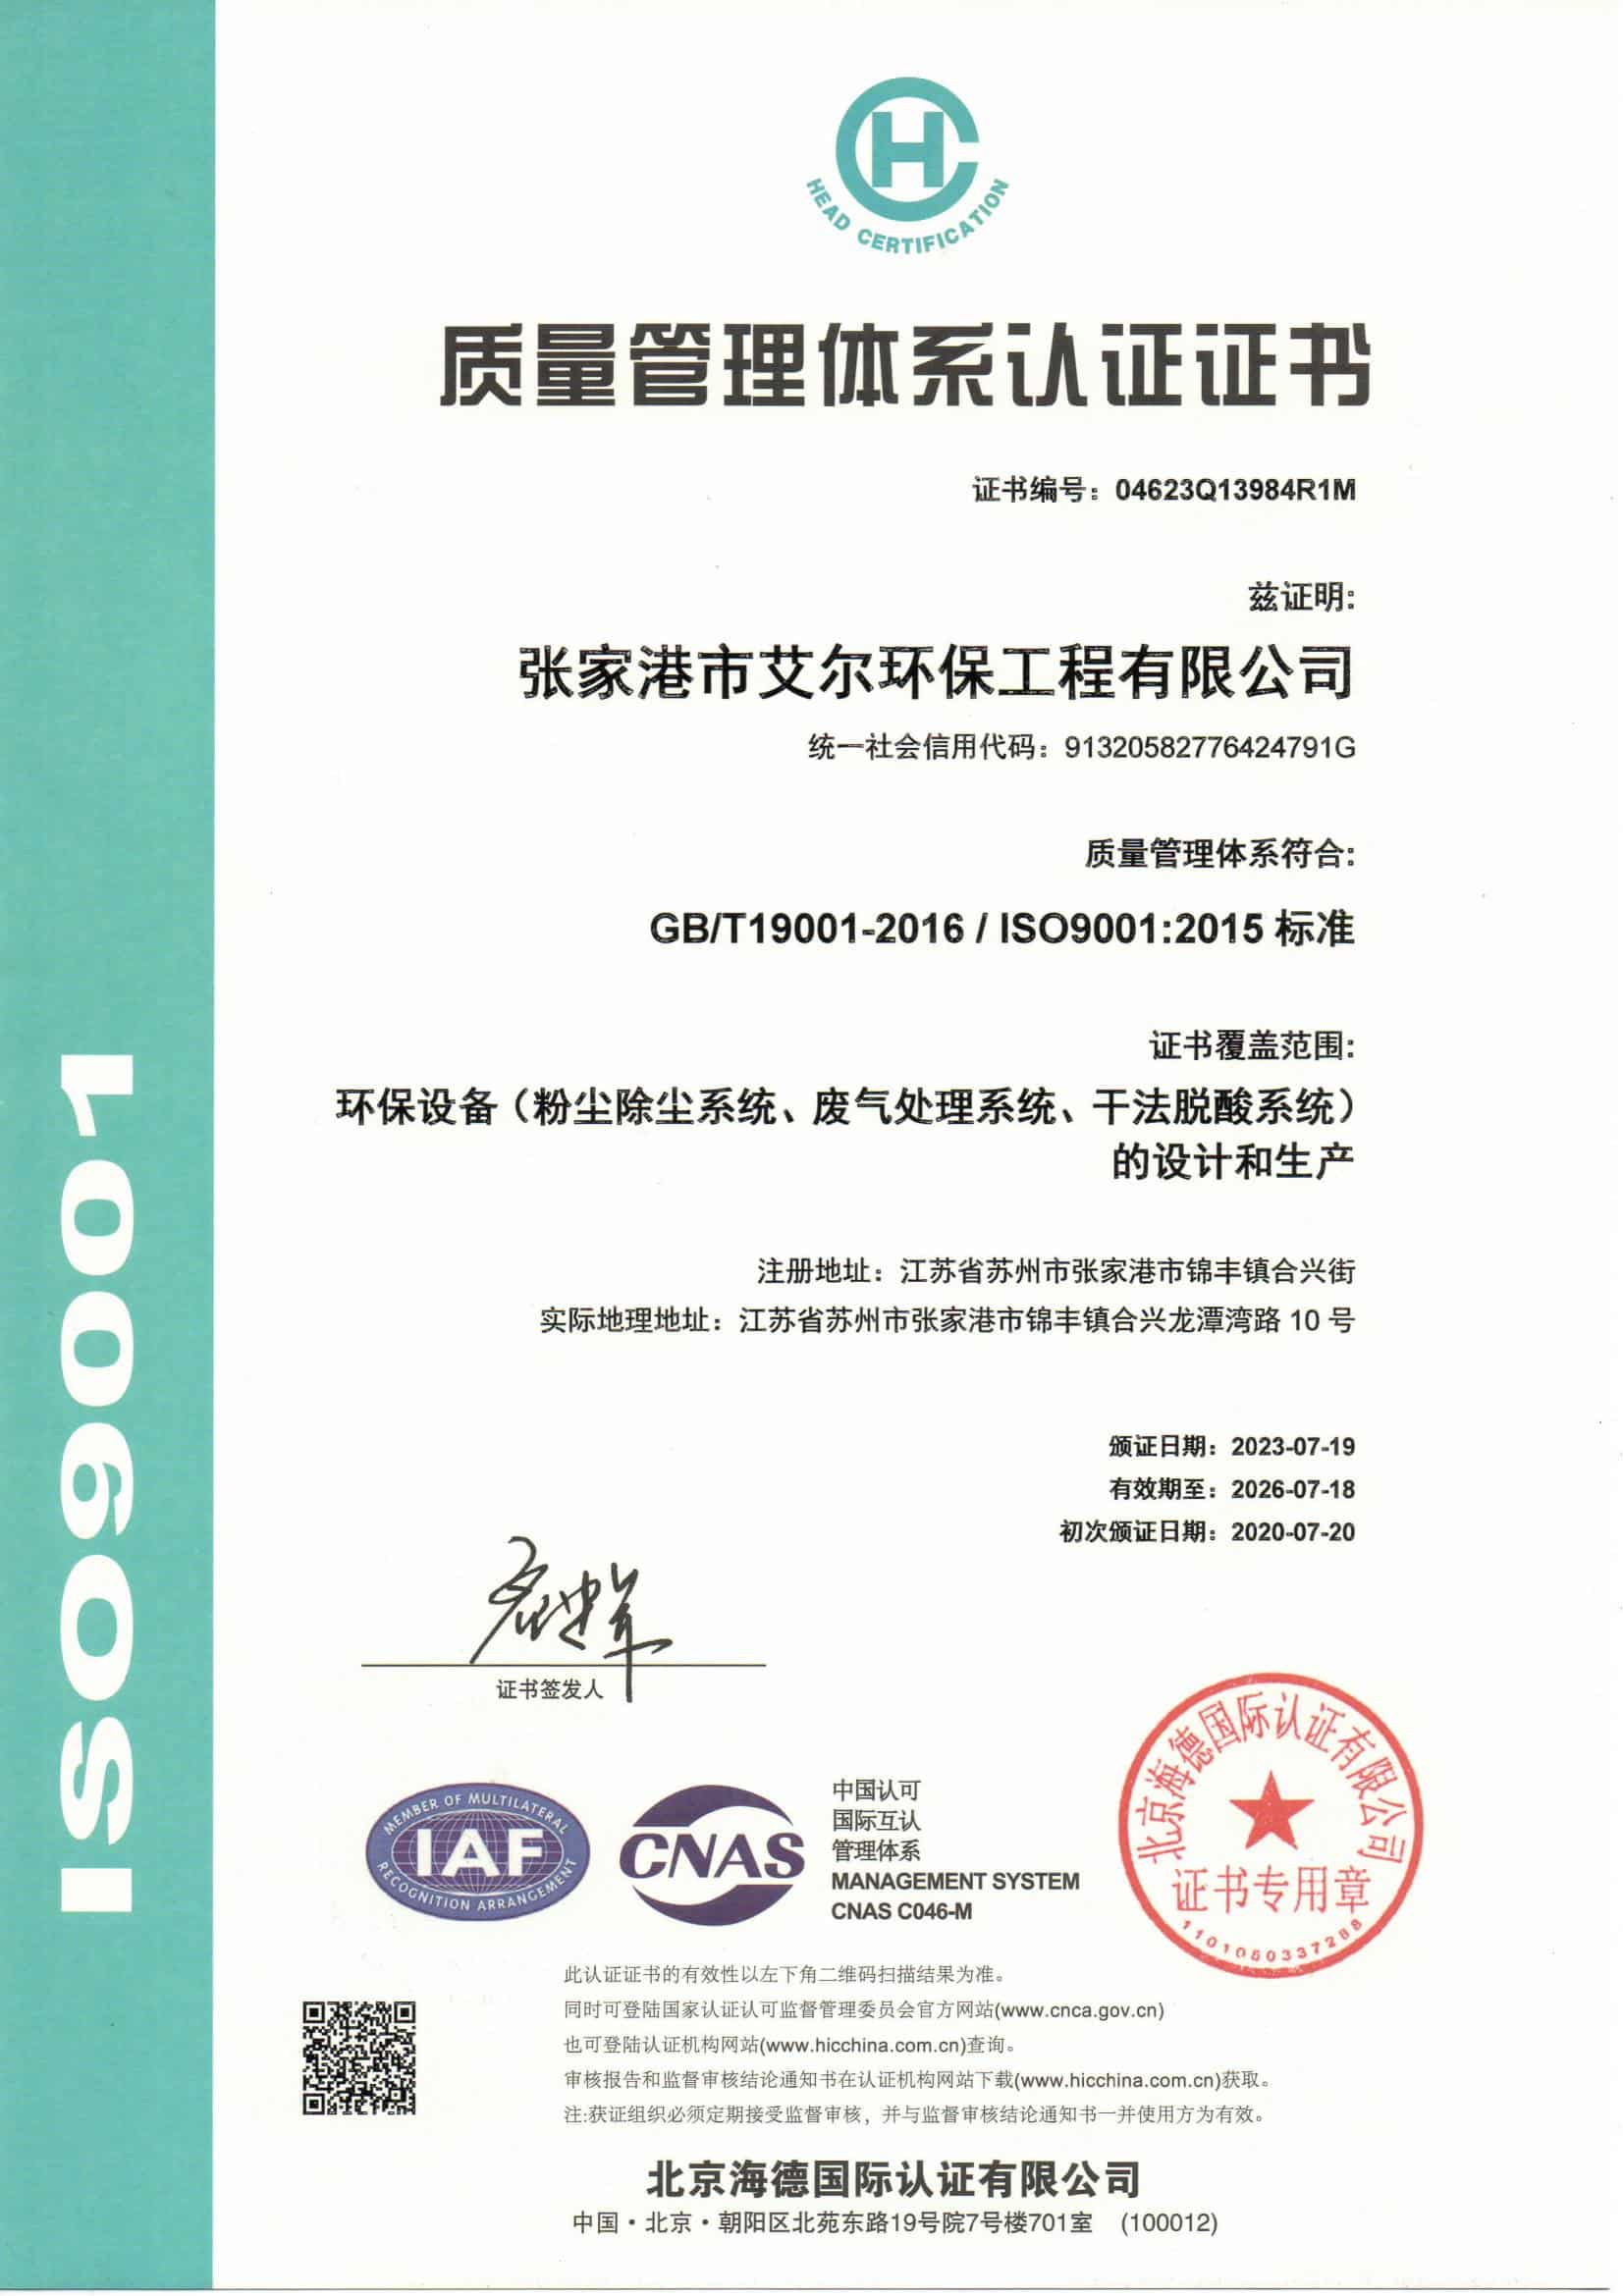 H
HEAD CERTIFICATION
质量管理体系认证证书
证书编号：04623Q13984R1M
兹证明:
张家港市艾尔环保工程有限公司
统一社会信用代码：91320582776424791G
质量管理体系符合:
GB/T19001-2016 / ISO9001:2015 标准
证书覆盖范围:
环保设备（粉尘除尘系统、废气处理系统、干法脱酸系统）
的设计和生产
注册地址：江苏省苏州市张家港市锦丰镇合兴街
实际地理地址：江苏省苏州市张家港市锦丰镇合兴龙潭湾路 10 号
颁证日期：2023-07-19
有效期至：2026-07-18
初次颁证日期：2020-07-20
证书签发人
ISO9001
MEMBER OF MULTILATERAL
IAF
RECOGNITION ARRANGEMENT
CNAS
中国认可
国际互认
管理体系
MANAGEMENT SYSTEM
CNAS C046-M
北京海德国际认证有限公司
证书专用章
1101050337288
此认证证书的有效性以左下角二维码扫描结果为准。
同时可登陆国家认证认可监督管理委员会官方网站(www.cnca.gov.cn)
也可登陆认证机构网站(www.hicchina.com.cn)查询。
审核报告和监督审核结论通知书在认证机构网站下载(www.hicchina.com.cn)获取。
注:获证组织必须定期接受监督审核，并与监督审核结论通知书一并使用方为有效。
北京海德国际认证有限公司
中国·北京·朝阳区北苑东路19号院7号楼701室 (100012)